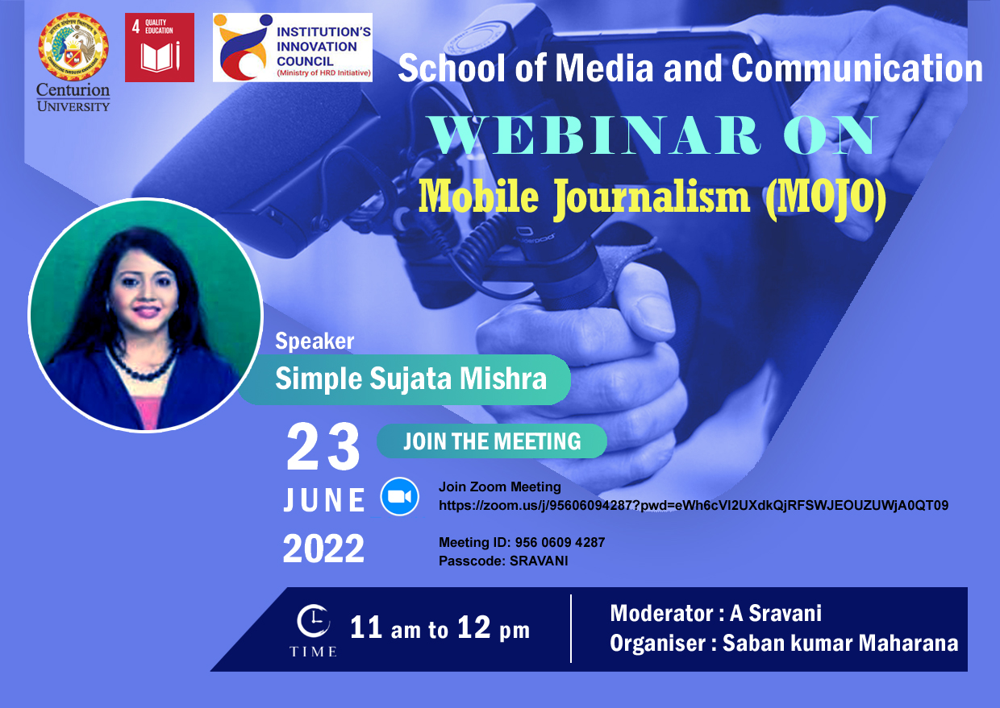 Centurion
UNIVERSITY
4 QUALITY
EDUCATION
INSTITUTION'S
INNOVATION
COUNCIL
(Ministry of HRD Initiative)
School of Media and Communication
WEBINAR ON
Mobile Journalism (MOJO)
Speaker
Simple Sujata Mishra
23
JUNE
2022
JOIN THE MEETING
Join Zoom Meeting
https://zoom.us/j/95606094287?pwd=eWh6cVI2UXdkQjRFSWJEOUZUWjA0QT09
Meeting ID: 956 0609 4287
Passcode: SRAVANI
TIME
11 am to 12 pm
Moderator : A Sravani
Organiser : Saban kumar Maharana